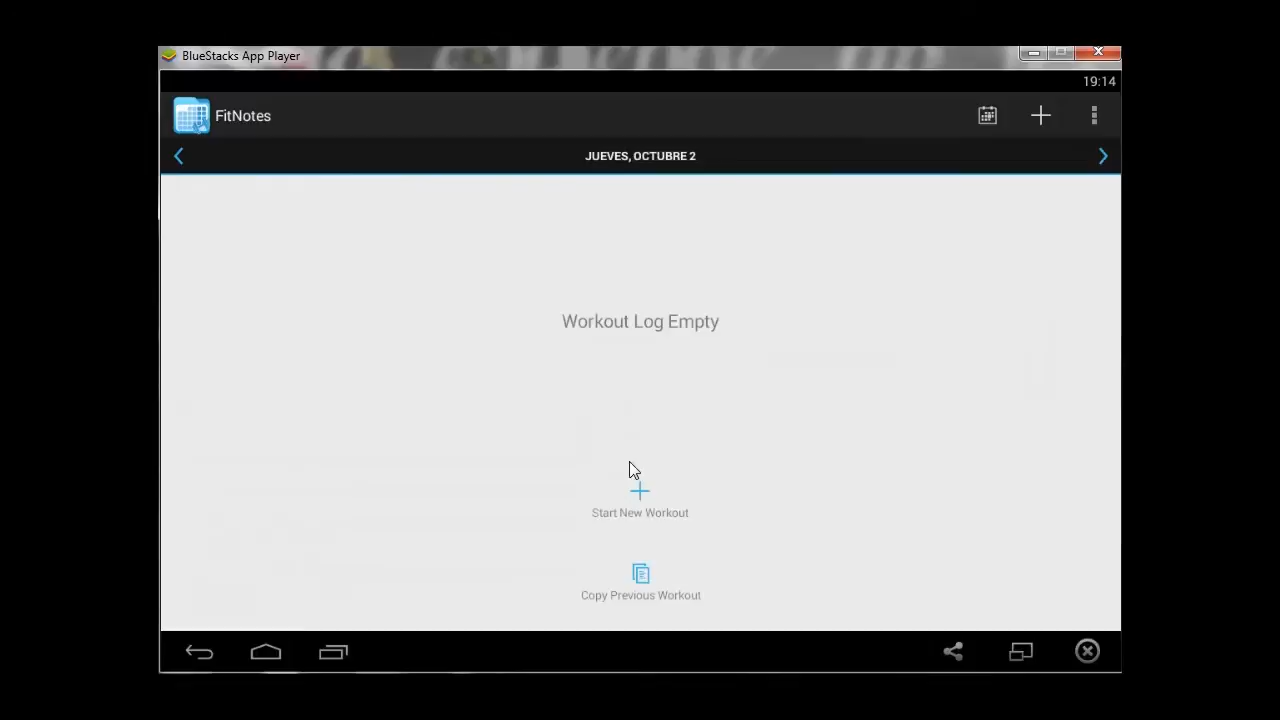 BlueStacks App Player
19:14
FitNotes
JUEVES, OCTUBRE 2
Workout Log Empty
Start New Workout
Copy Previous Workout